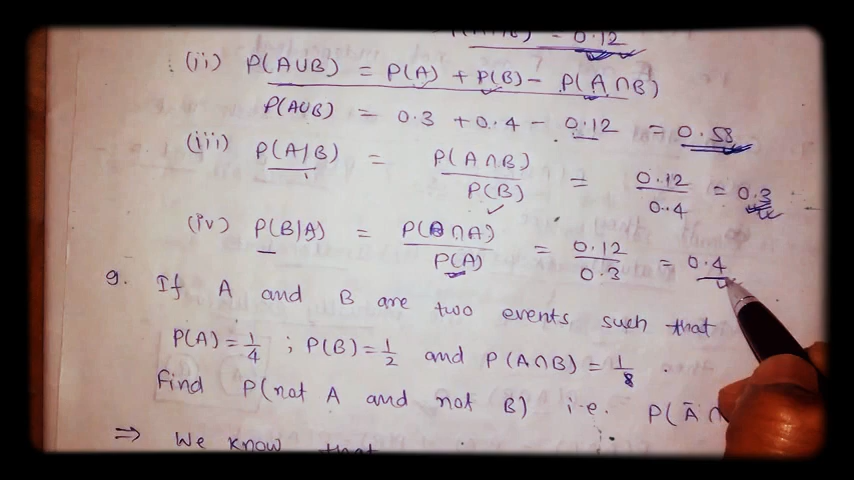 = 0.12
(ii) P(A∪B) = P(A) + P(B) - P(A∩B)
P(A∪B) = 0.3 + 0.4 - 0.12 = 0.58
(iii) P(A|B) = P(A∩B) / P(B) = 0.12 / 0.4 = 0.3
(iv) P(B|A) = P(B∩A) / P(A) = 0.12 / 0.3 = 0.4
9. If A and B are two events such that
P(A) = 1/4 ; P(B) = 1/2 and P(A∩B) = 1/8 .
Find P(not A and not B) i.e. P(Ā ∩
⇒ We know that